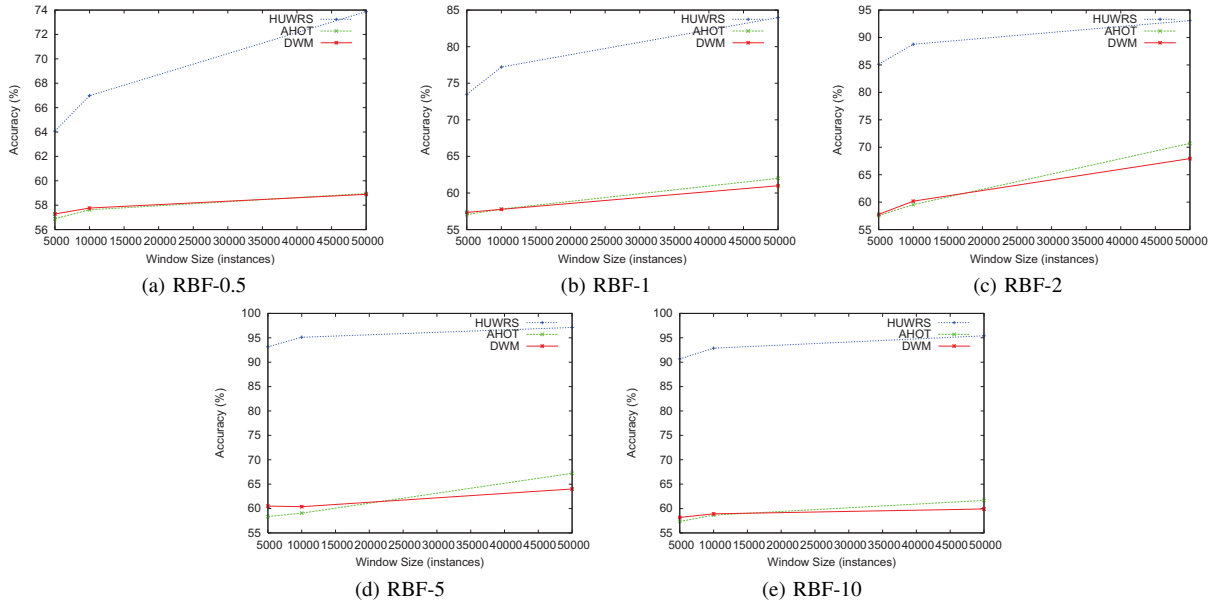 74
72
70
68
66
64
62
60
58
56
Accuracy (%)
HUWRS
AHOT
DWM
5000 10000 15000 20000 25000 30000 35000 40000 45000 50000
Window Size (instances)
(a) RBF-0.5
85
80
75
70
65
60
55
Accuracy (%)
HUWRS
AHOT
DWM
5000 10000 15000 20000 25000 30000 35000 40000 45000 50000
Window Size (instances)
(b) RBF-1
95
90
85
80
75
70
65
60
55
Accuracy (%)
HUWRS
AHOT
DWM
5000 10000 15000 20000 25000 30000 35000 40000 45000 50000
Window Size (instances)
(c) RBF-2
100
95
90
85
80
75
70
65
60
55
Accuracy (%)
HUWRS
AHOT
DWM
5000 10000 15000 20000 25000 30000 35000 40000 45000 50000
Window Size (instances)
(d) RBF-5
100
95
90
85
80
75
70
65
60
55
Accuracy (%)
HUWRS
AHOT
DWM
5000 10000 15000 20000 25000 30000 35000 40000 45000 50000
Window Size (instances)
(e) RBF-10